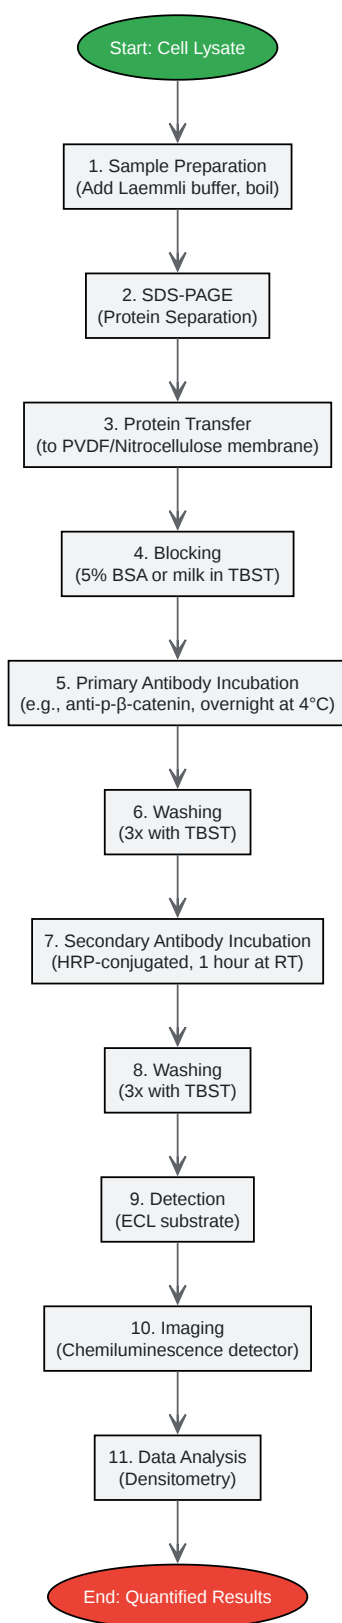 Start: Cell Lysate
1. Sample Preparation
(Add Laemmli buffer, boil)
2. SDS-PAGE
(Protein Separation)
3. Protein Transfer
(to PVDF/Nitrocellulose membrane)
4. Blocking
(5% BSA or milk in TBST)
5. Primary Antibody Incubation
(e.g., anti-p-β-catenin, overnight at 4°C)
6. Washing
(3x with TBST)
7. Secondary Antibody Incubation
(HRP-conjugated, 1 hour at RT)
8. Washing
(3x with TBST)
9. Detection
(ECL substrate)
10. Imaging
(Chemiluminescence detector)
11. Data Analysis
(Densitometry)
End: Quantified Results